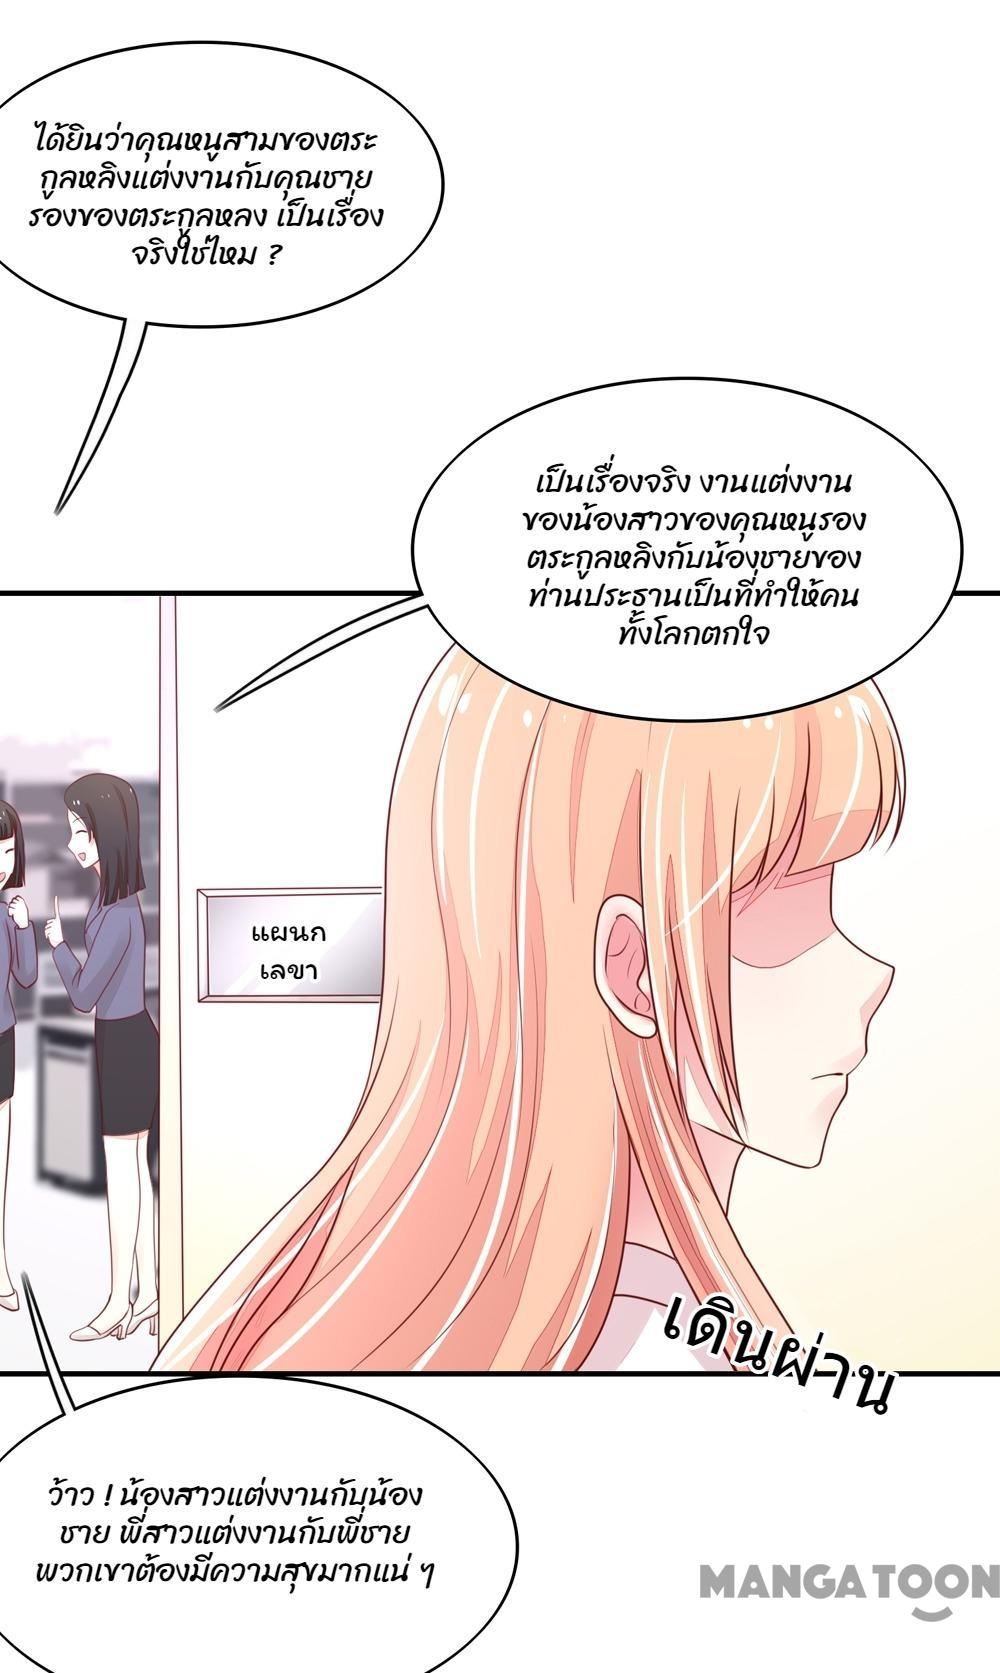 ได้ยินว่าคุณหนูสามของตระ
กูลหลิงแต่งงานกับคุณชาย
รองของตระกูลหลง เป็นเรื่อง
จริงใช่ไหม ?
เป็นเรื่องจริง งานแต่งงาน
ของน้องสาวของคุณหนูรอง
ตระกูลหลิงกับน้องชายของ
ท่านประธานเป็นที่ทำให้คน
ทั้งโลกตกใจ
แผนก
เลขา
เดินผ่าน
ว้าว ! น้องสาวแต่งงานกับน้อง
ชาย พี่สาวแต่งงานกับพี่ชาย
พวกเขาต้องมีความสุขมากแน่ ๆ
MANGATOON